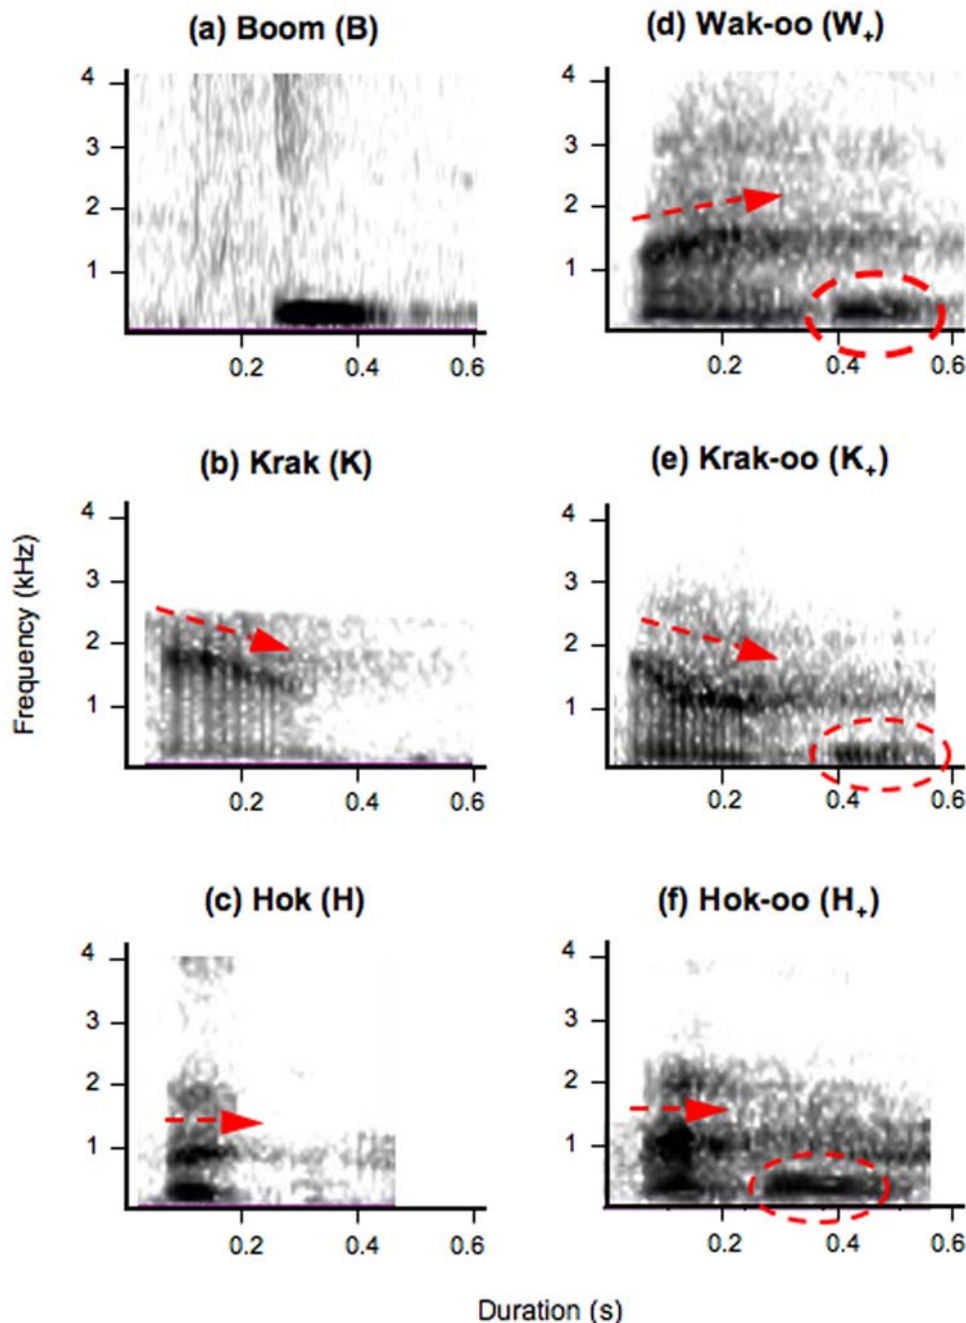 (a) Boom (B)
4
3
2
1
0.2 0.4 0.6
(d) Wak-oo (W+)
4
3
2
1
0.2 0.4 0.6
(b) Krak (K)
4
3
2
1
0.2 0.4 0.6
(e) Krak-oo (K+)
4
3
2
1
0.2 0.4 0.6
Frequency (kHz)
(c) Hok (H)
4
3
2
1
0.2 0.4 0.6
(f) Hok-oo (H+)
4
3
2
1
0.2 0.4 0.6
Duration (s)